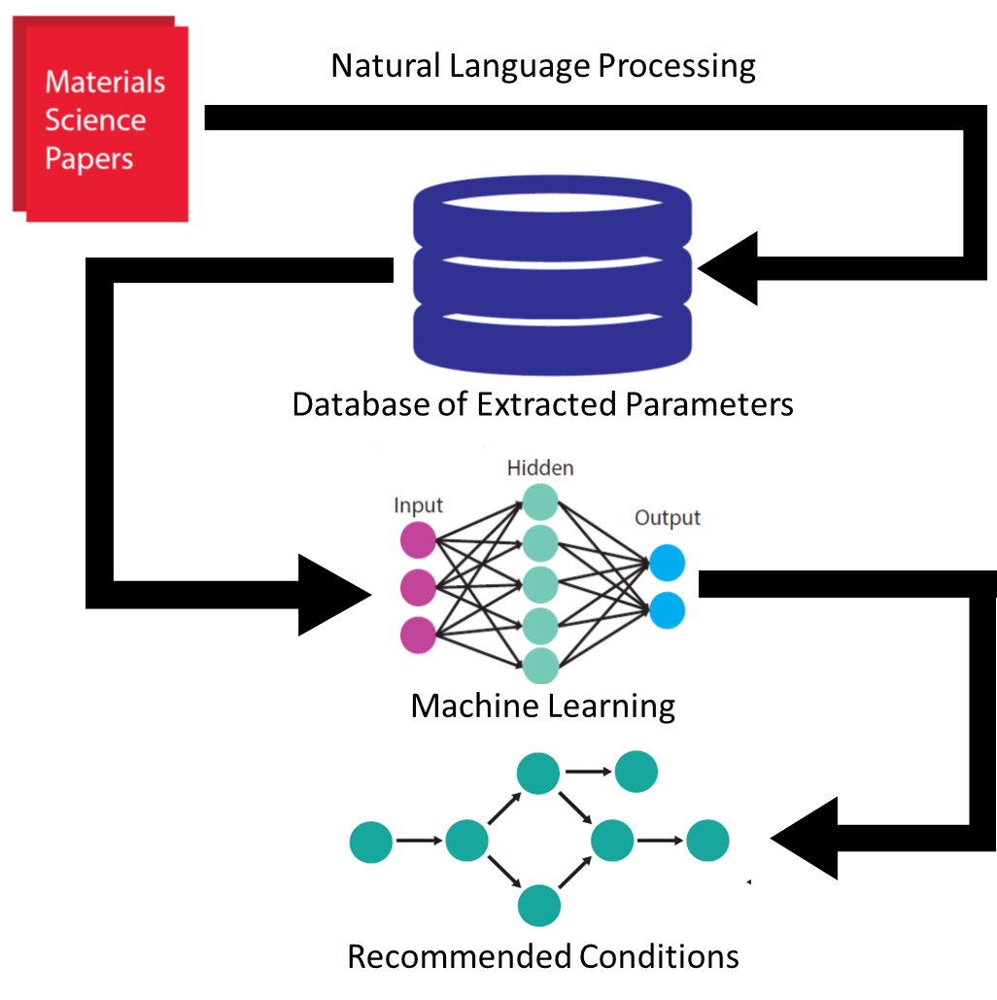 Materials
Science
Papers
Natural Language Processing
Database of Extracted Parameters
Hidden
Input
Output
Machine Learning
Recommended Conditions